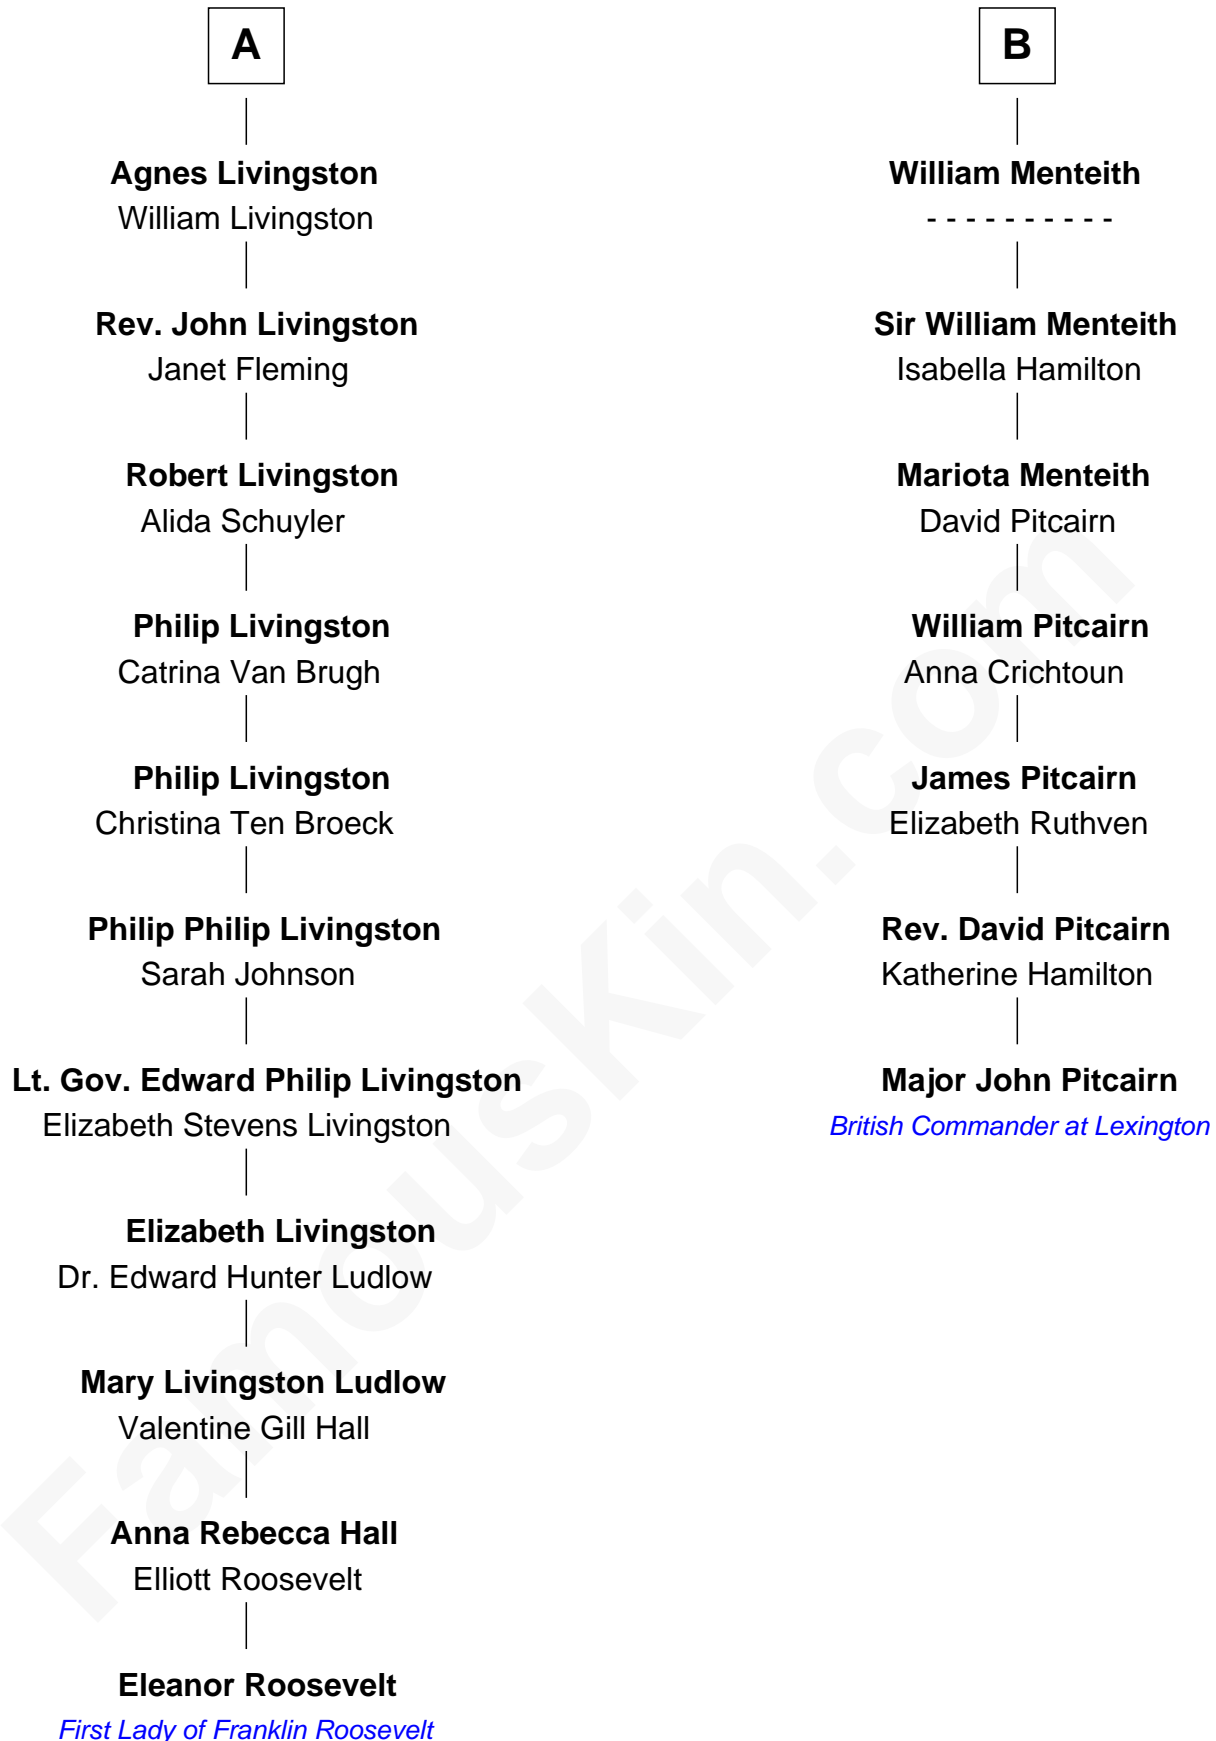 A
Agnes Livingston
William Livingston
Rev. John Livingston
Janet Fleming
Robert Livingston
Alida Schuyler
Philip Livingston
Catrina Van Brugh
Philip Livingston
Christina Ten Broeck
Philip Philip Livingston
Sarah Johnson
Lt. Gov. Edward Philip Livingston
Elizabeth Stevens Livingston
Elizabeth Livingston
Dr. Edward Hunter Ludlow
Mary Livingston Ludlow
Valentine Gill Hall
Anna Rebecca Hall
Elliott Roosevelt
Eleanor Roosevelt
First Lady of Franklin Roosevelt
B
William Menteith
- - - - - - - - - -
Sir William Menteith
Isabella Hamilton
Mariota Menteith
David Pitcairn
William Pitcairn
Anna Crichtoun
James Pitcairn
Elizabeth Ruthven
Rev. David Pitcairn
Katherine Hamilton
Major John Pitcairn
British Commander at Lexington
FamousKin.com